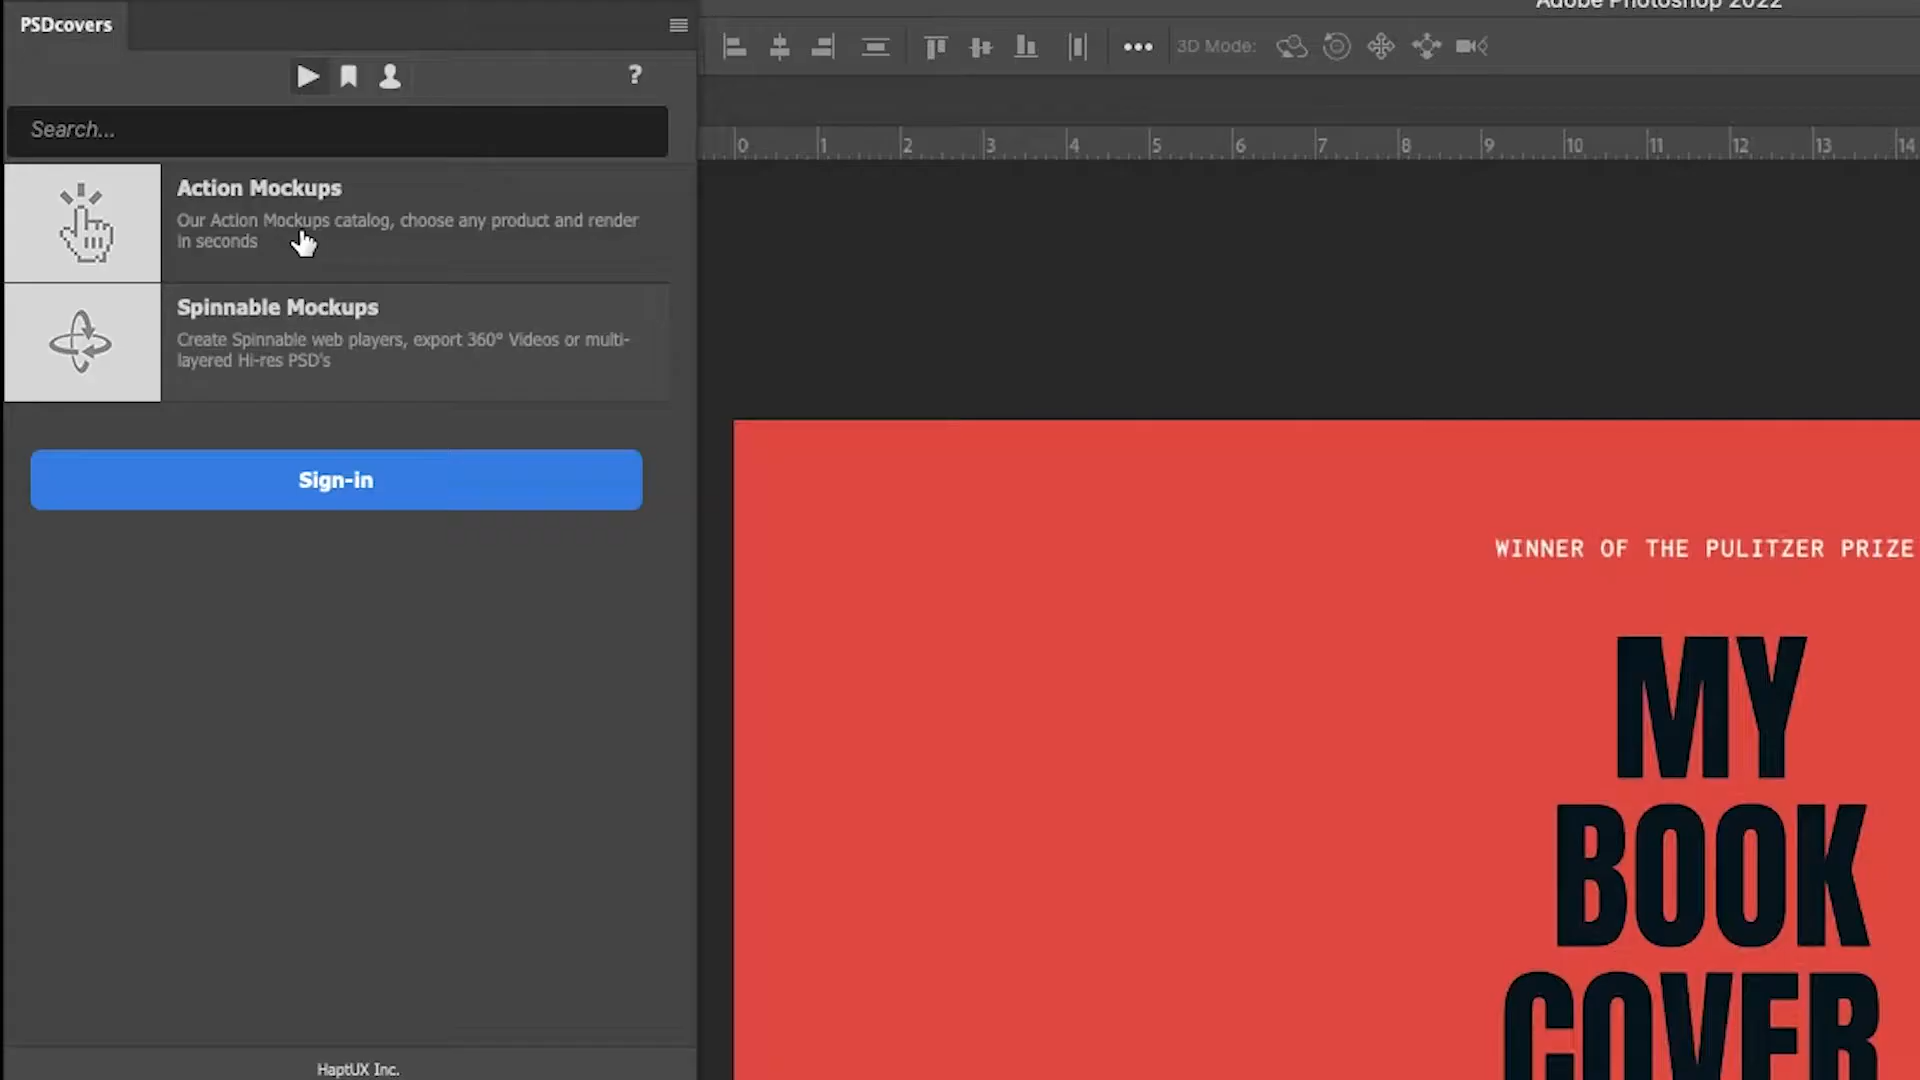 Adobe Photoshop 2022
PSDcovers
3D Mode:
?
Search...
0 1 2 3 4 5 6 7 8 9 10 11 12 13 14
Action Mockups
Our Action Mockups catalog, choose any product and render
in seconds
Spinnable Mockups
Create Spinnable web players, export 360° Videos or multi-
layered Hi-res PSD's
Sign-in
WINNER OF THE PULITZER PRIZE
MY
BOOK
COVER
HaptUX Inc.